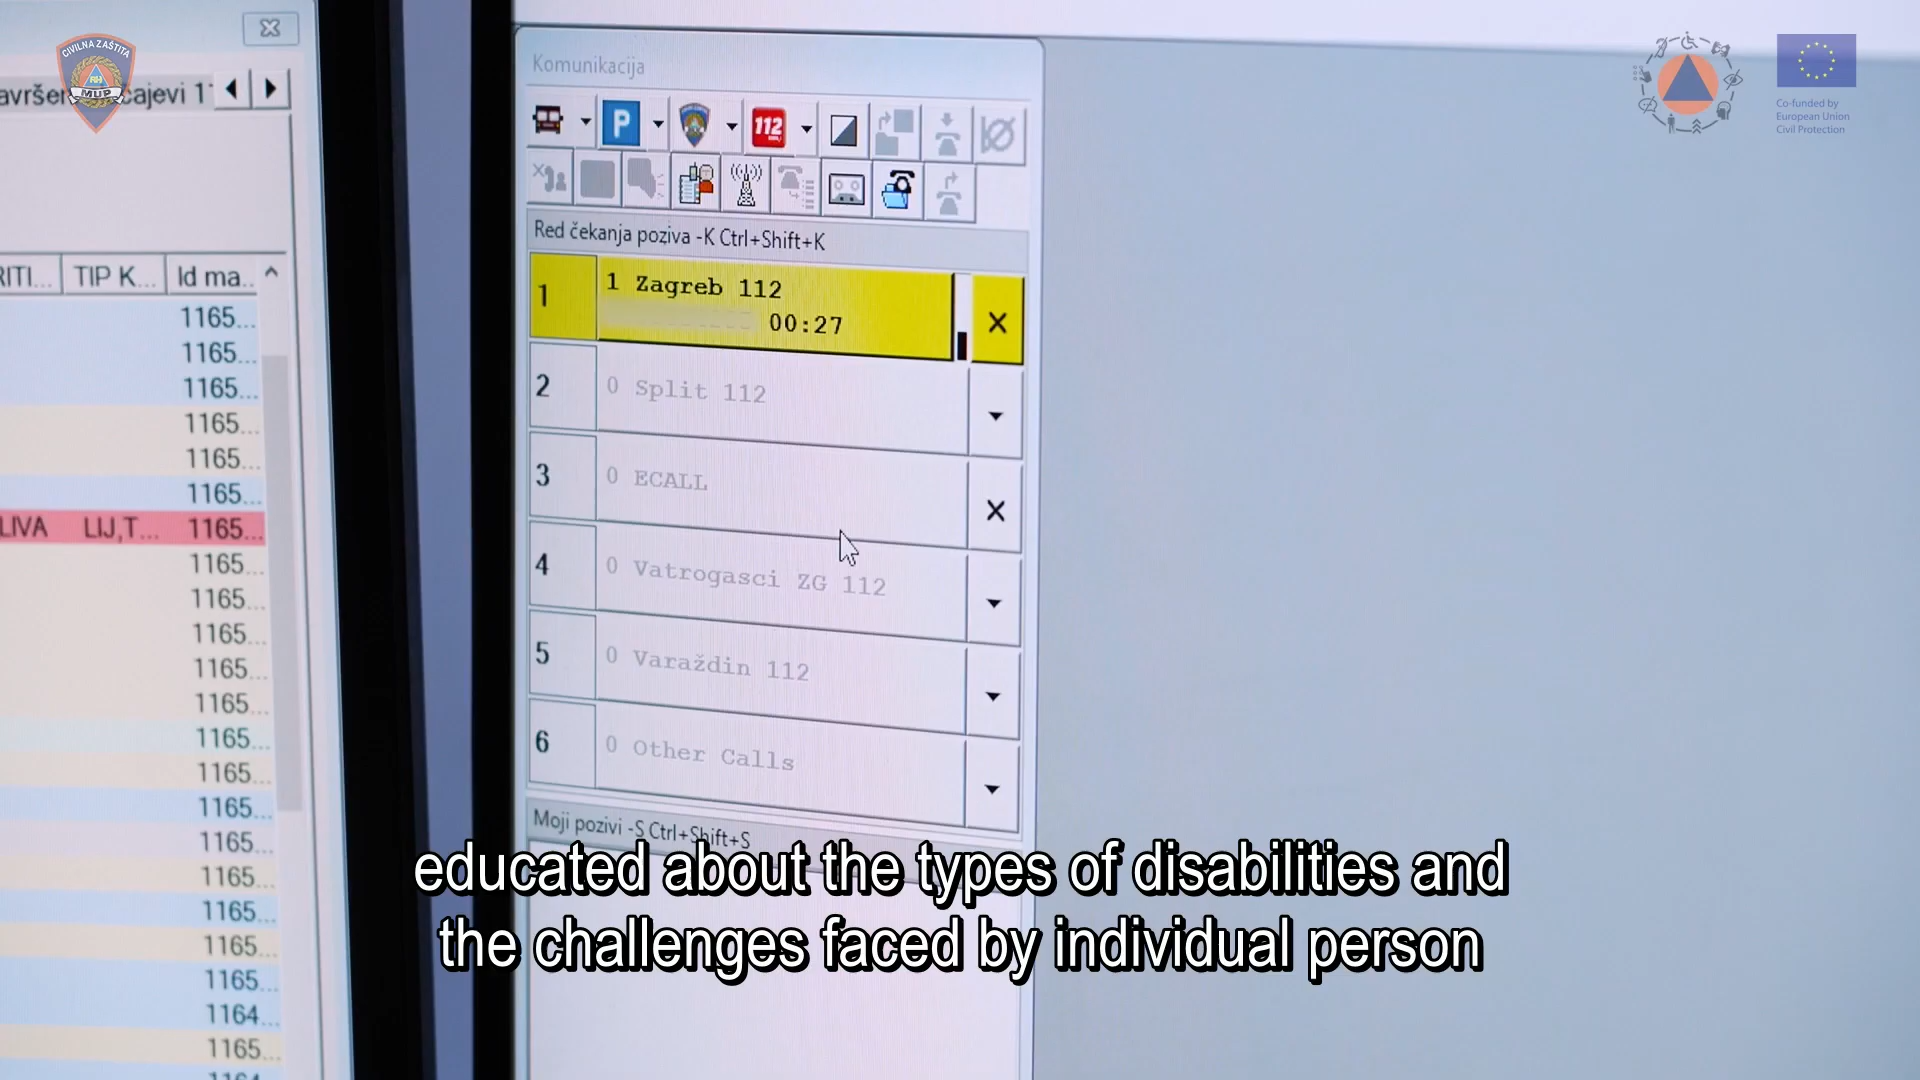 CIVILNA ZAŠTITA
RH
MUP
Co-funded by
European Union
Civil Protection
Komunikacija
P
112
Red čekanja poziva -K Ctrl+Shift+K
1
1 Zagreb 112
00:27
2
0 Split 112
3
0 ECALL
4
0 Vatrogasci ZG 112
5
0 Varaždin 112
6
0 Other Calls
Moji pozivi -S Ctrl+Shift+S
TIP K... Id ma..
1165...
1165...
1165...
1165...
1165...
1165...
LIVA LIJ,T... 1165...
1165...
1165...
1165...
1165...
1165...
1165...
1165...
1165...
1165...
1165...
1165...
1165...
1165...
1164...
1165...
educated about the types of disabilities and
the challenges faced by individual person